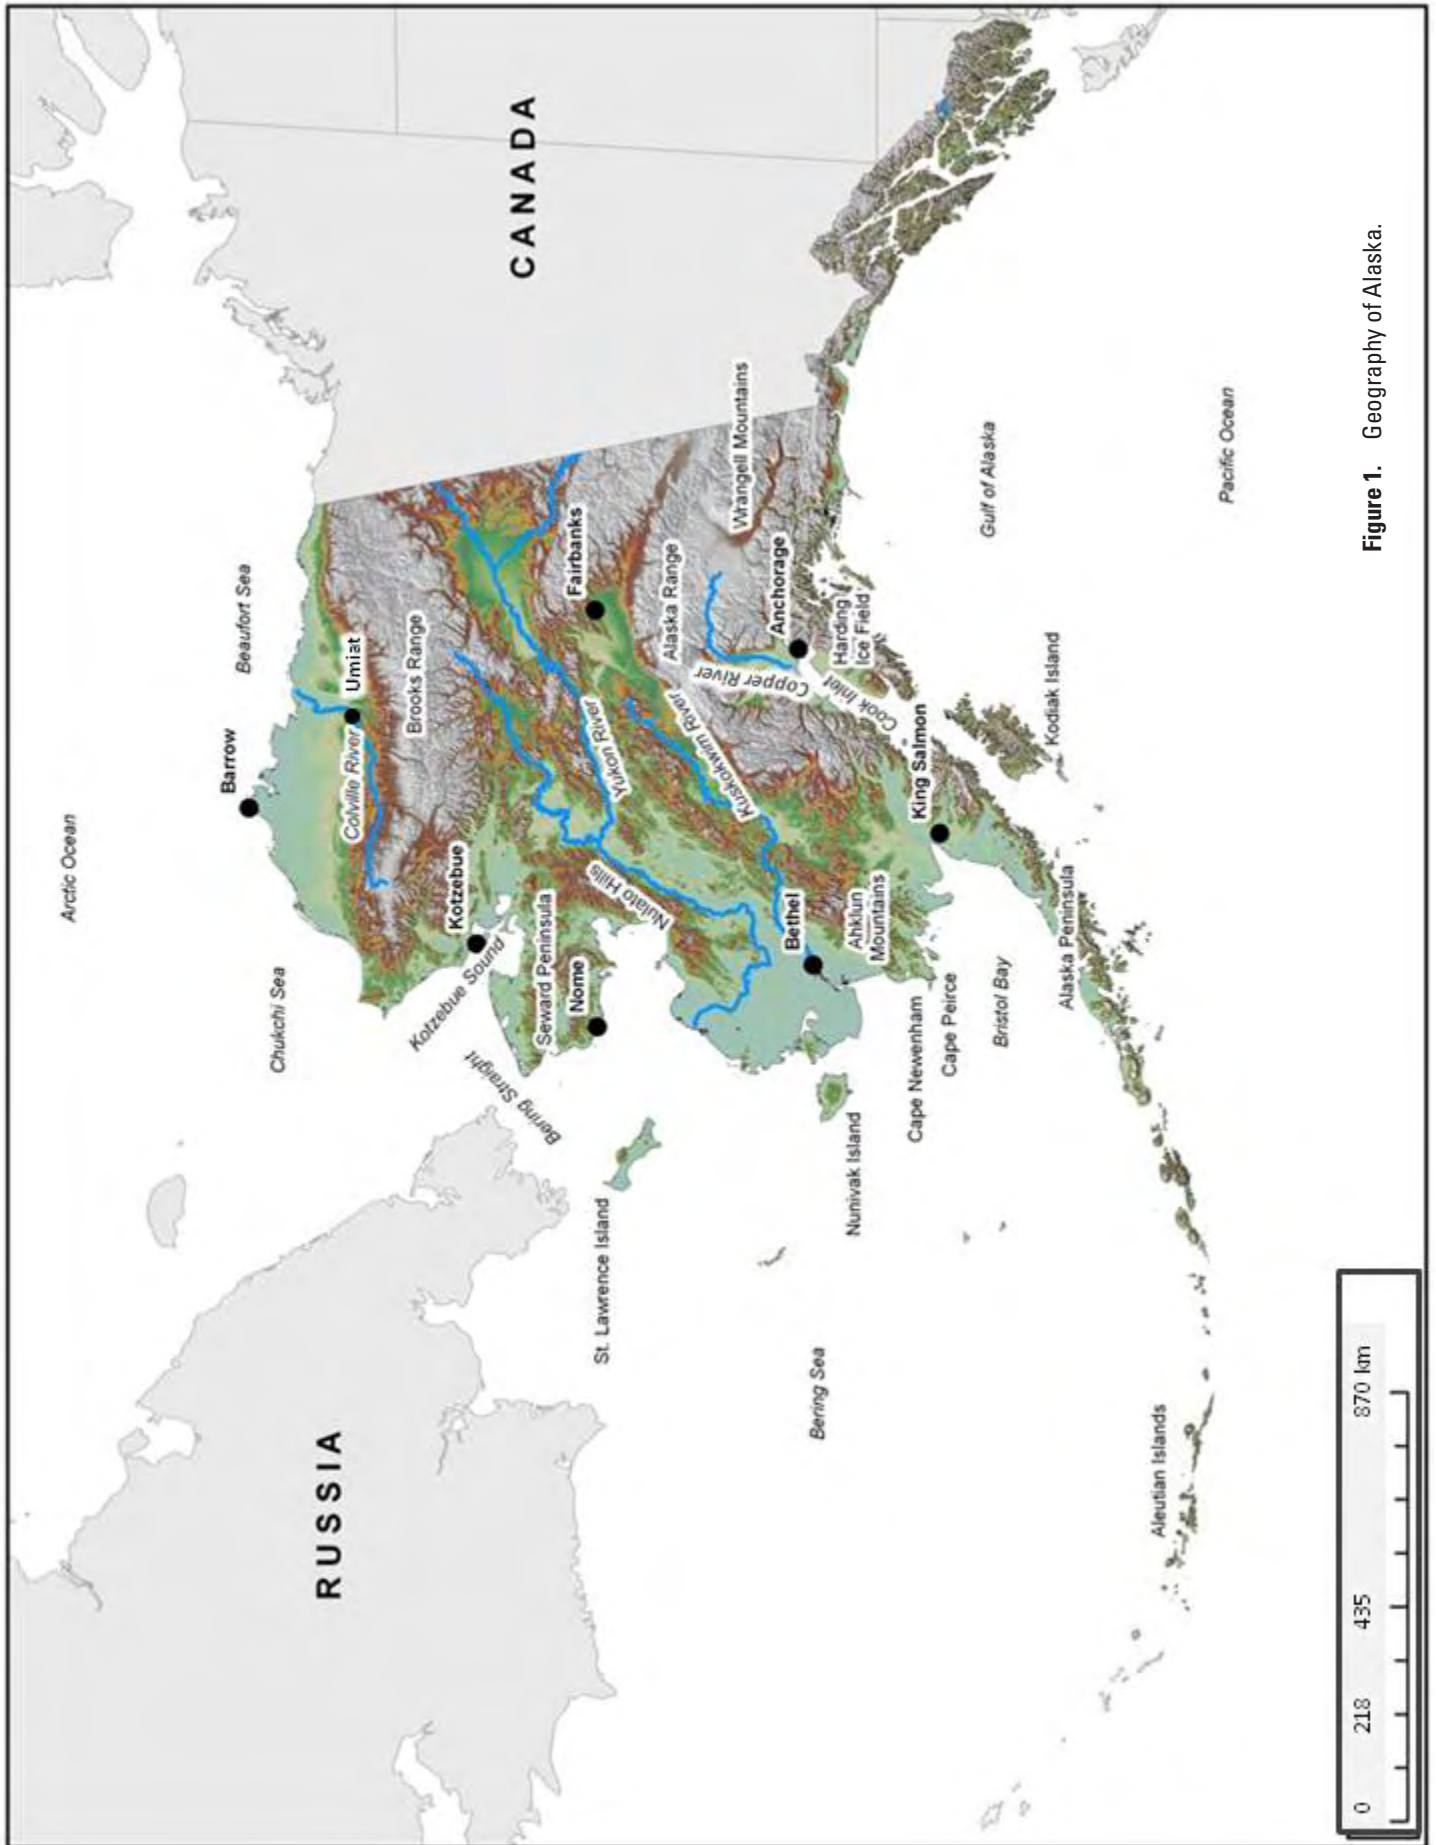 Arctic Ocean
Barrow
Beaufort Sea
Chukchi Sea
Umiat
Colville River
Brooks Range
Kotzebue
Kotzebue Sound
Bering Straight
RUSSIA
CANADA
Seward Peninsula
Nome
Nulato Hills
Yukon River
Fairbanks
St. Lawrence Island
Kuskokwim River
Alaska Range
Wrangell Mountains
Copper River
Anchorage
Bethel
Cook Inlet
Harding
Ice Field
Bering Sea
Nunivak Island
Ahklun
Mountains
Cape Newenham
Cape Peirce
King Salmon
Bristol Bay
Gulf of Alaska
Kodiak Island
Alaska Peninsula
Aleutian Islands
Pacific Ocean
0 218 435 870 km
Figure 1. Geography of Alaska.